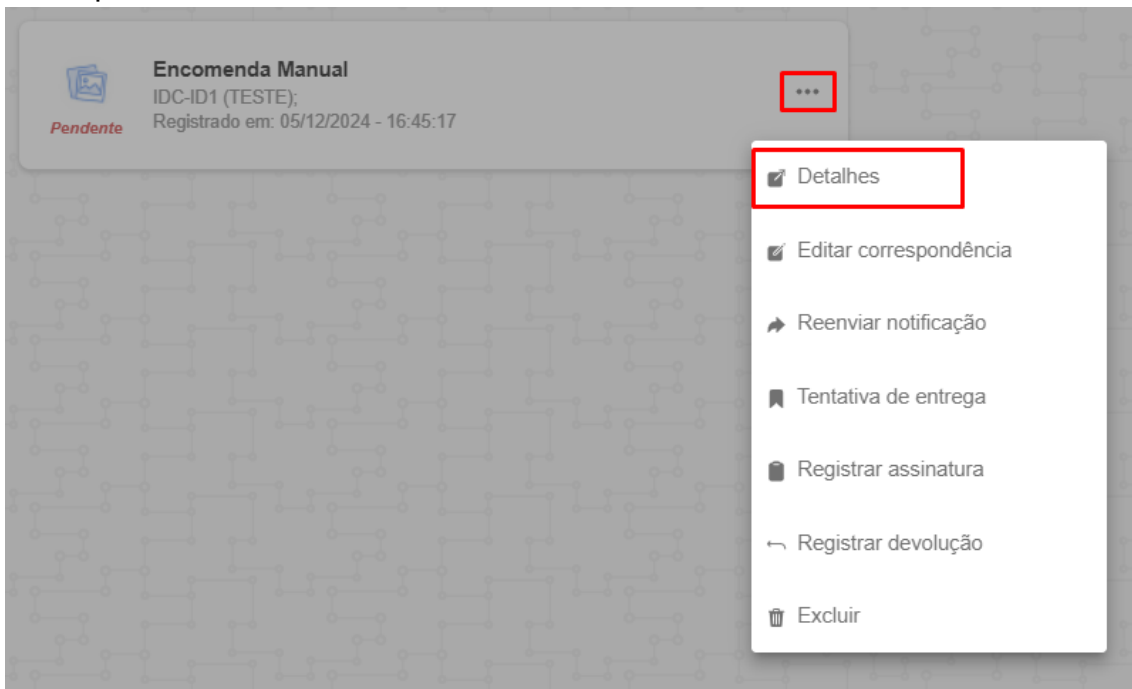 Encomenda Manual
IDC-ID1 (TESTE);
Pendente
Registrado em: 05/12/2024 - 16:45:17
Detalhes
Editar correspondência
Reenviar notificação
Tentativa de entrega
Registrar assinatura
Registrar devolução
Excluir